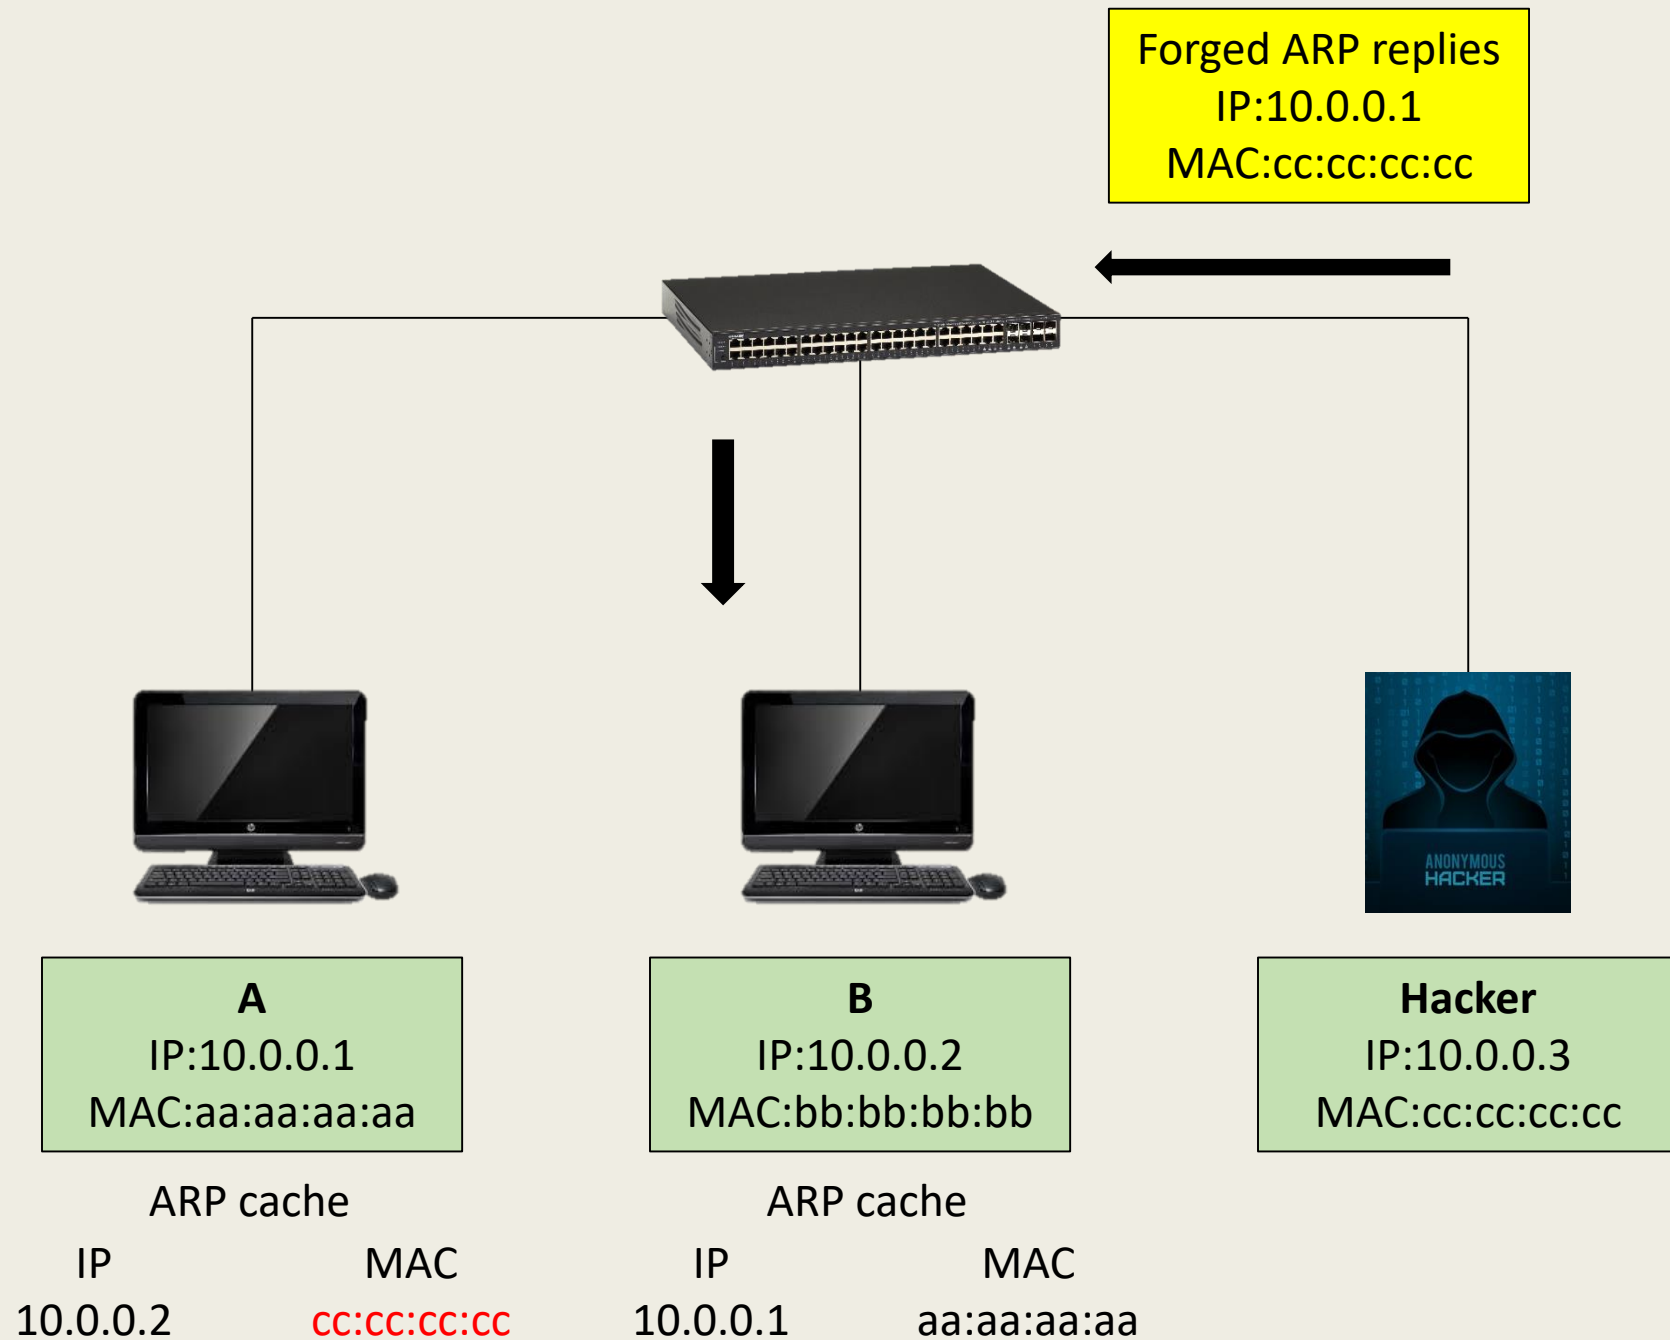 Forged ARP replies
IP:10.0.0.1
MAC:cc:cc:cc:cc
ANONYMOUS
HACKER
A
IP:10.0.0.1
MAC:aa:aa:aa:aa
B
IP:10.0.0.2
MAC:bb:bb:bb:bb
Hacker
IP:10.0.0.3
MAC:cc:cc:cc:cc
ARP cache
IP MAC
10.0.0.2 cc:cc:cc:cc
ARP cache
IP MAC
10.0.0.1 aa:aa:aa:aa